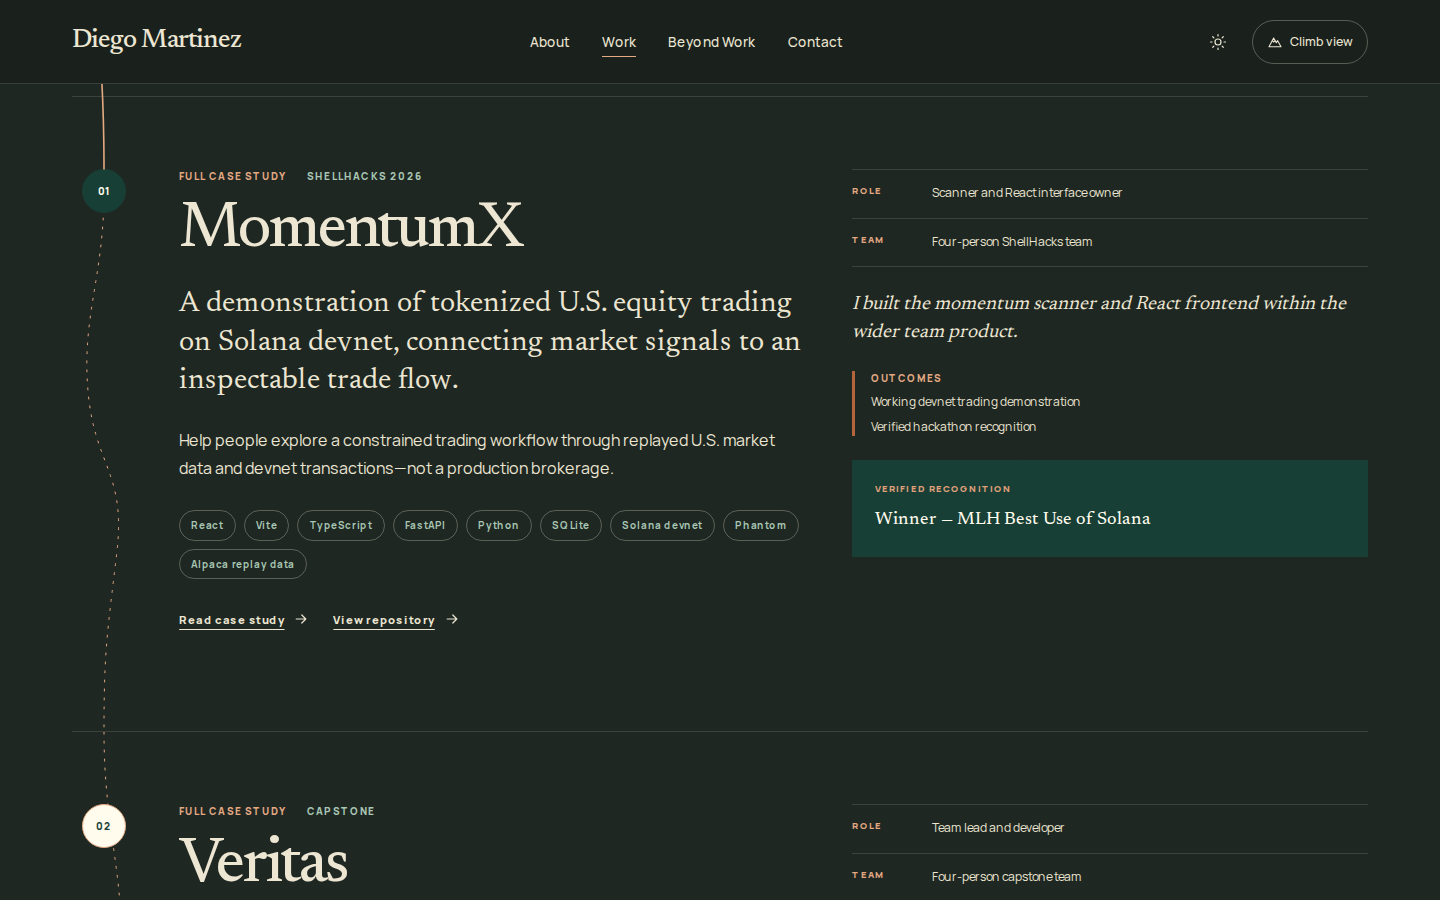 Diego Martinez
About
Work
Beyond Work
Contact
Climb view
01
FULL CASE STUDY
SHELLHACKS 2026
MomentumX
A demonstration of tokenized U.S. equity trading
on Solana devnet, connecting market signals to an
inspectable trade flow.
Help people explore a constrained trading workflow through replayed U.S. market
data and devnet transactions—not a production brokerage.
React
Vite
TypeScript
FastAPI
Python
SQLite
Solana devnet
Phantom
Alpaca replay data
Read case study
View repository
ROLE
Scanner and React interface owner
TEAM
Four-person ShellHacks team
I built the momentum scanner and React frontend within the
wider team product.
OUTCOMES
Working devnet trading demonstration
Verified hackathon recognition
VERIFIED RECOGNITION
Winner — MLH Best Use of Solana
02
FULL CASE STUDY
CAPSTONE
Veritas
ROLE
Team lead and developer
TEAM
Four-person capstone team